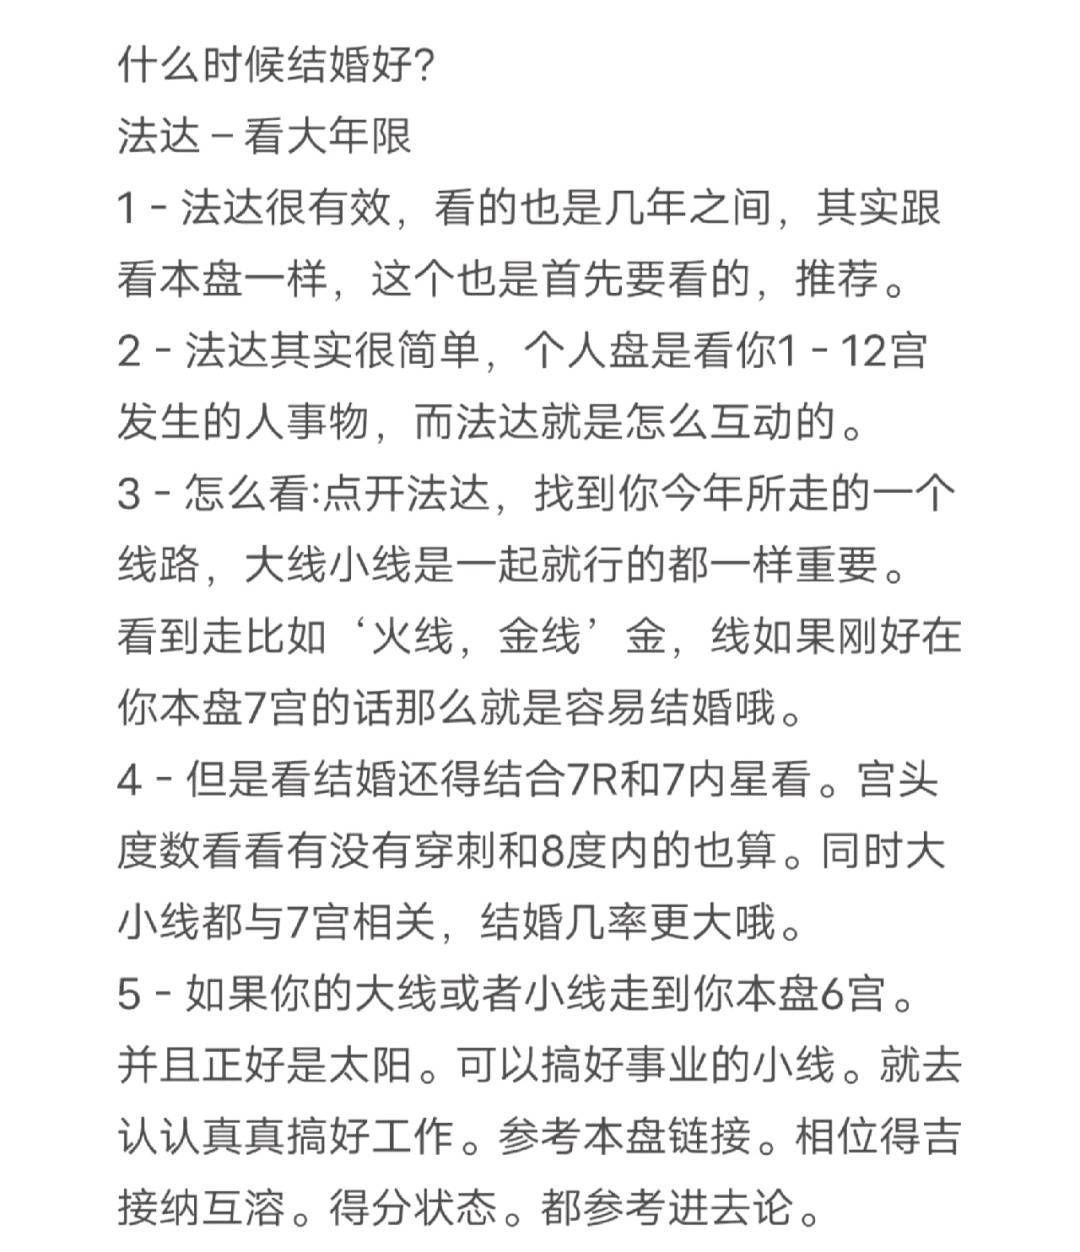 什么时候结婚好?
法达 – 看大年限
1 - 法达很有效，看的也是几年之间，其实跟
看本盘一样，这个也是首先要看的，推荐。
2 - 法达其实很简单，个人盘是看你1 - 12宫
发生的人事物，而法达就是怎么互动的。
3 - 怎么看:点开法达，找到你今年所走的一个
线路，大线小线是一起就行的都一样重要。
看到走比如‘火线，金线’金，线如果刚好在
你本盘7宫的话那么就是容易结婚哦。
4 - 但是看结婚还得结合7R和7内星看。宫头
度数看看有没有穿刺和8度内的也算。同时大
小线都与7宫相关，结婚几率更大哦。
5 - 如果你的大线或者小线走到你本盘6宫。
并且正好是太阳。可以搞好事业的小线。就去
认认真真搞好工作。参考本盘链接。相位得吉
接纳互溶。得分状态。都参考进去论。